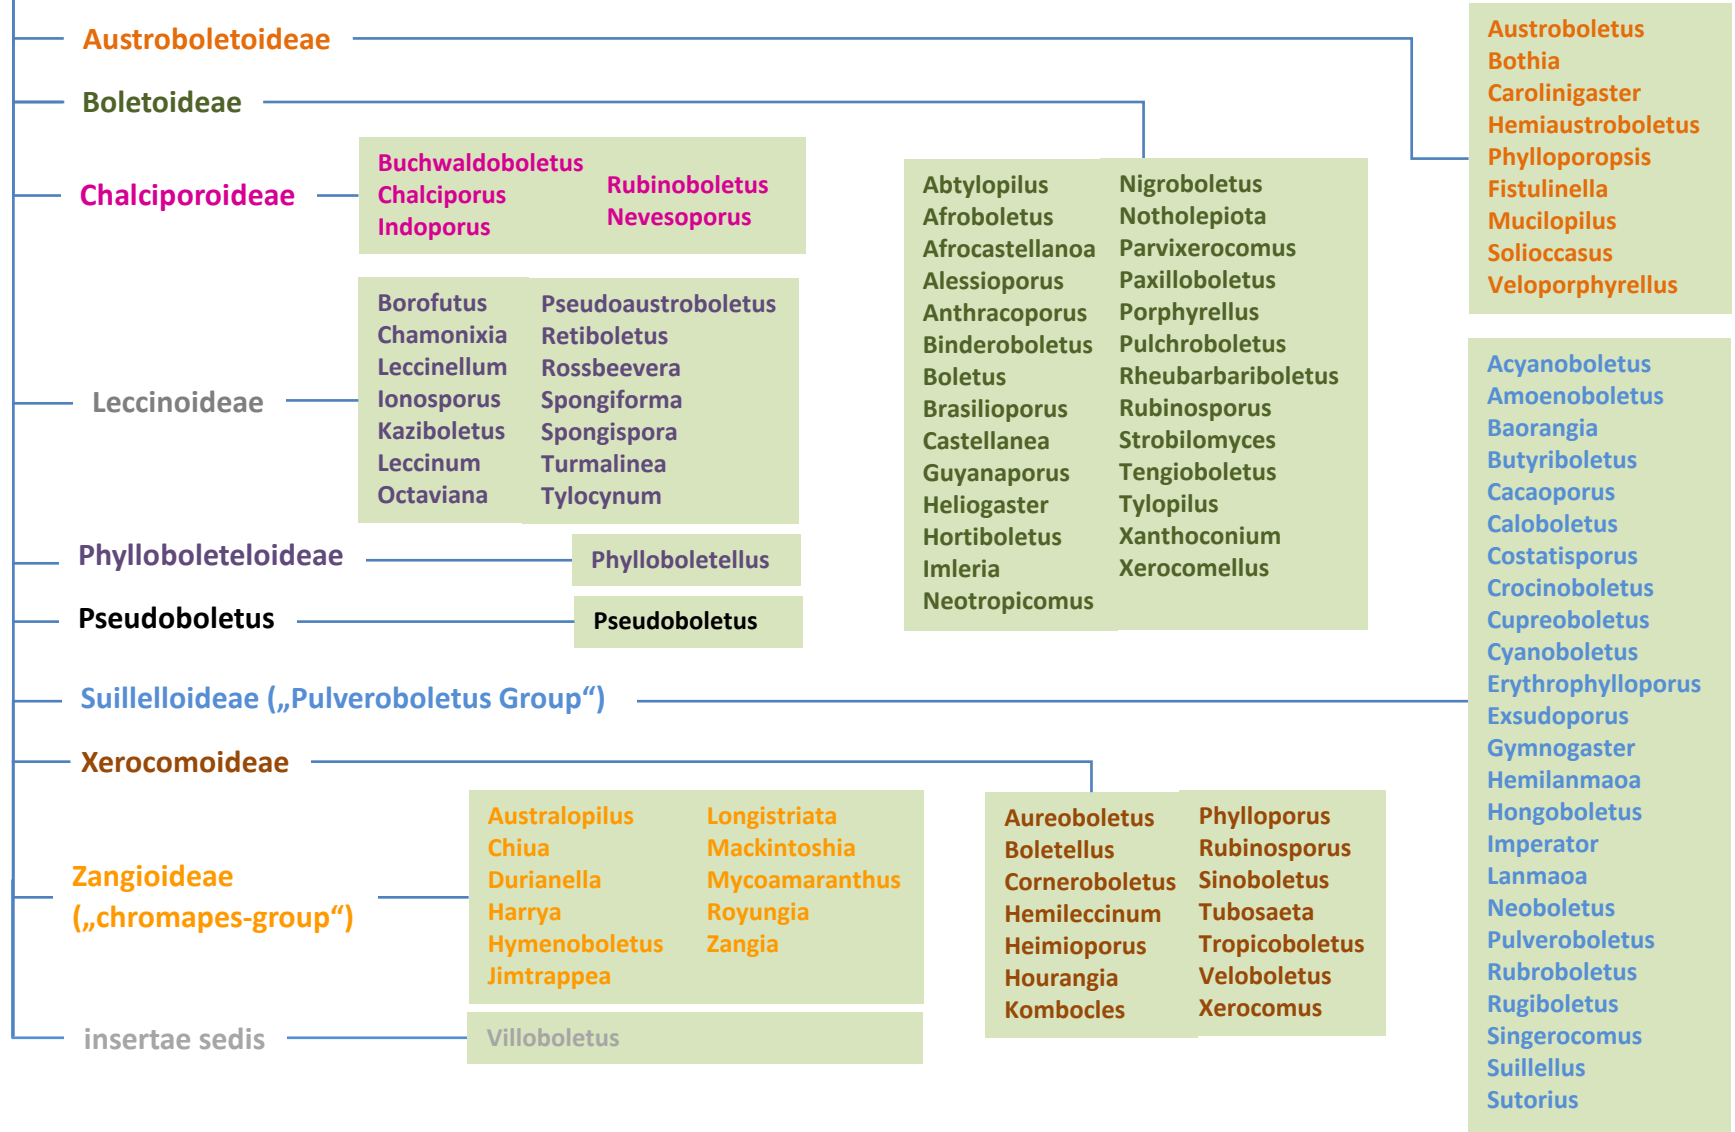 Austroboletoideae
Austroboletus
Bothia
Carolinigaster
Hemiaustroboletus
Phylloporopsis
Fistulinella
Mucilopilus
Solioccasus
Veloporphyrellus
Boletoideae
Abtylopilus
Afroboletus
Afrocastellanoa
Alessioporus
Anthracoporus
Binderoboletus
Boletus
Brasilioporus
Castellanea
Guyanaporus
Heliogaster
Hortiboletus
Imleria
Neotropicomus
Nigroboletus
Notholepiota
Parvixerocomus
Paxilloboletus
Porphyrellus
Pulchroboletus
Rheubarbariboletus
Rubinosporus
Strobilomyces
Tengioboletus
Tylopilus
Xanthoconium
Xerocomellus
Chalciporoideae
Buchwaldoboletus
Chalciporus
Indoporus
Rubinoboletus
Nevesoporus
Leccinoideae
Borofutus
Chamonixia
Leccinellum
Ionosporus
Kaziboletus
Leccinum
Octaviana
Pseudoaustroboletus
Retiboletus
Rossbeevera
Spongiforma
Spongispora
Turmalinea
Tylocynum
Phylloboleteloideae
Phylloboletellus
Pseudoboletus
Pseudoboletus
Suillelloideae („Pulveroboletus Group“)
Acyanoboletus
Amoenoboletus
Baorangia
Butyriboletus
Cacaoporus
Caloboletus
Costatisporus
Crocinoboletus
Cupreoboletus
Cyanoboletus
Erythrophylloporus
Exsudoporus
Gymnogaster
Hemilanmaoa
Hongoboletus
Imperator
Lanmaoa
Neoboletus
Pulveroboletus
Rubroboletus
Rugiboletus
Singerocomus
Suillellus
Sutorius
Xerocomoideae
Aureoboletus
Boletellus
Corneroboletus
Hemileccinum
Heimioporus
Hourangia
Kombocles
Phylloporus
Rubinosporus
Sinoboletus
Tubosaeta
Tropicoboletus
Veloboletus
Xerocomus
Zangioideae
(„chromapes-group“)
Australopilus
Chiua
Durianella
Harrya
Hymenoboletus
Jimtrappea
Longistriata
Mackintoshia
Mycoamaranthus
Royungia
Zangia
insertae sedis
Villoboletus